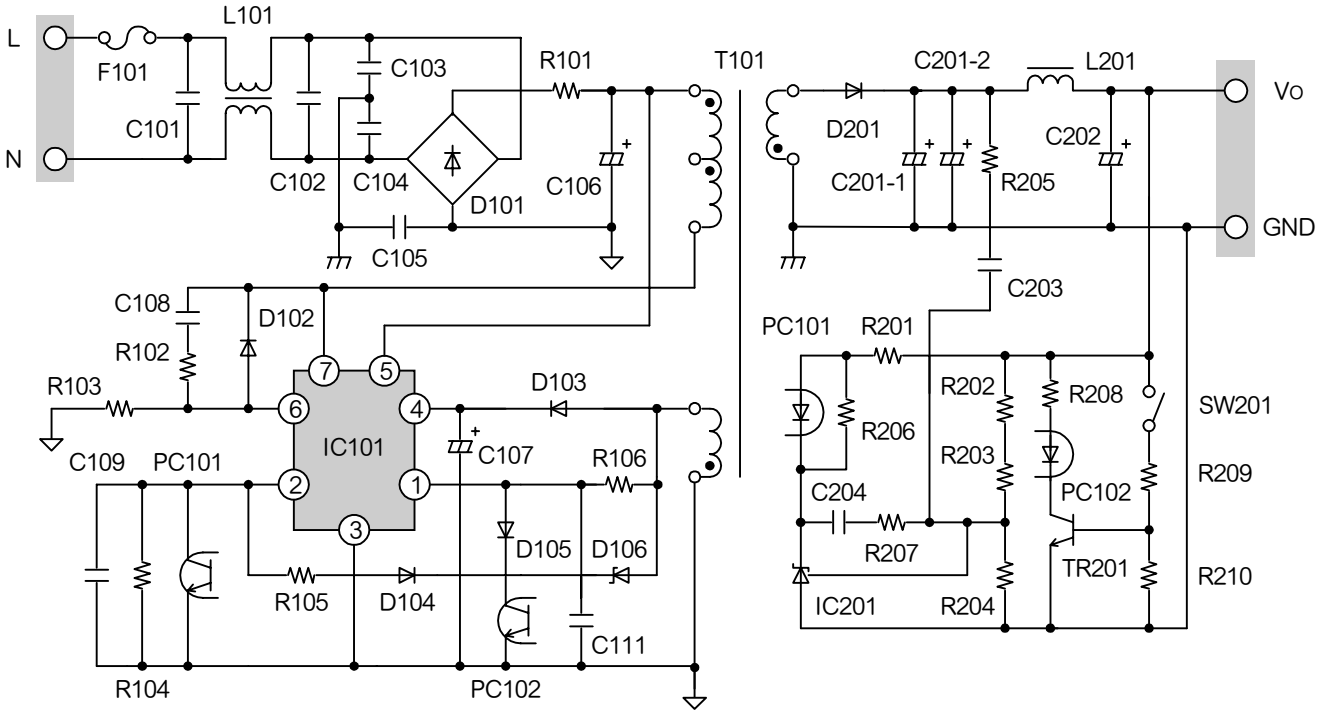 L101
L
F101
C101
N
C103
C102
C104
D101
C105
R101
C106
T101
C201-2
L201
D201
C201-1
R205
C202
VO
GND
C203
C108
D102
R102
R103
7
5
6
4
IC101
D103
C107
R106
C109
PC101
2
1
3
D105
D106
R105
D104
C111
R104
PC102
PC101
R201
R202
R208
SW201
R206
R203
C204
PC102
R209
R207
TR201
IC201
R204
R210